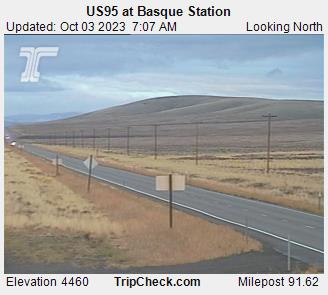 US95 at Basque Station
Updated: Oct 03 2023 7:07 AM Looking North
Elevation 4460 TripCheck.com Milepost 91.62